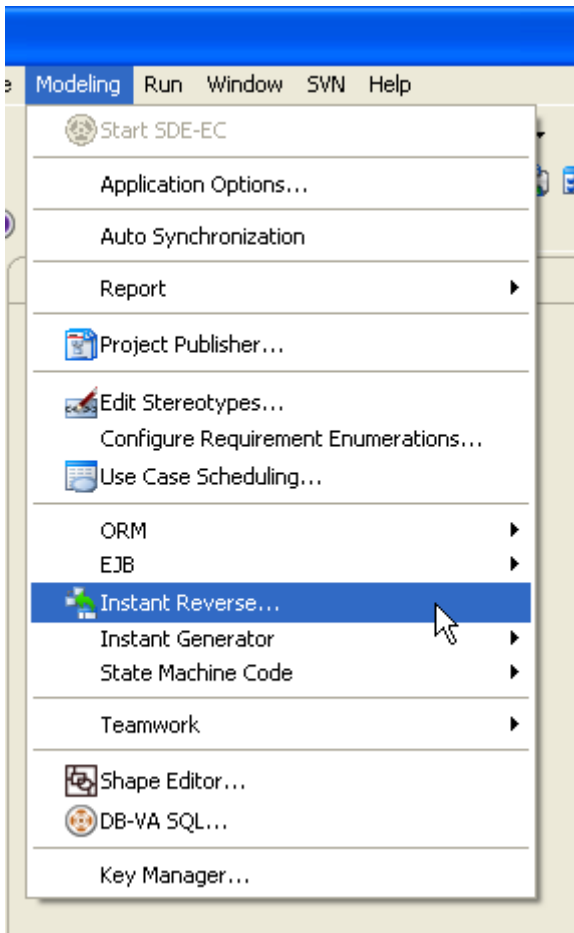 e Modeling Run Window SVN Help
Start SDE-EC
Application Options...
Auto Synchronization
Report
Project Publisher...
Edit Stereotypes...
Configure Requirement Enumerations...
Use Case Scheduling...
ORM
EJB
Instant Reverse...
Instant Generator
State Machine Code
Teamwork
Shape Editor...
DB-VA SQL...
Key Manager...